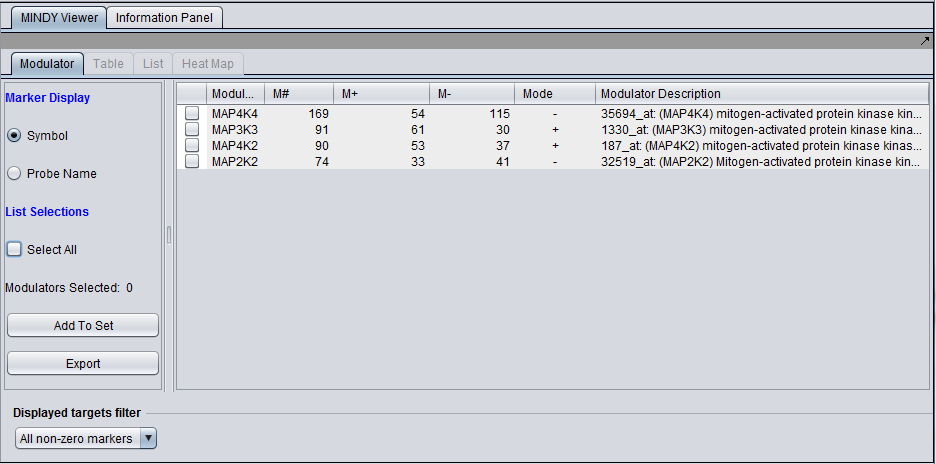 MINDY Viewer Information Panel
Modulator Table List Heat Map
Marker Display
Symbol
Probe Name
List Selections
Select All
Modulators Selected: 0
Add To Set
Export
Modul... M# M+ M- Mode Modulator Description
MAP4K4 169 54 115 - 35694_at: (MAP4K4) mitogen-activated protein kinase kin...
MAP3K3 91 61 30 + 1330_at: (MAP3K3) mitogen-activated protein kinase kin...
MAP4K2 90 53 37 + 187_at: (MAP4K2) mitogen-activated protein kinase kinas...
MAP2K2 74 33 41 - 32519_at: (MAP2K2) Mitogen-activated protein kinase kin...
Displayed targets filter
All non-zero markers